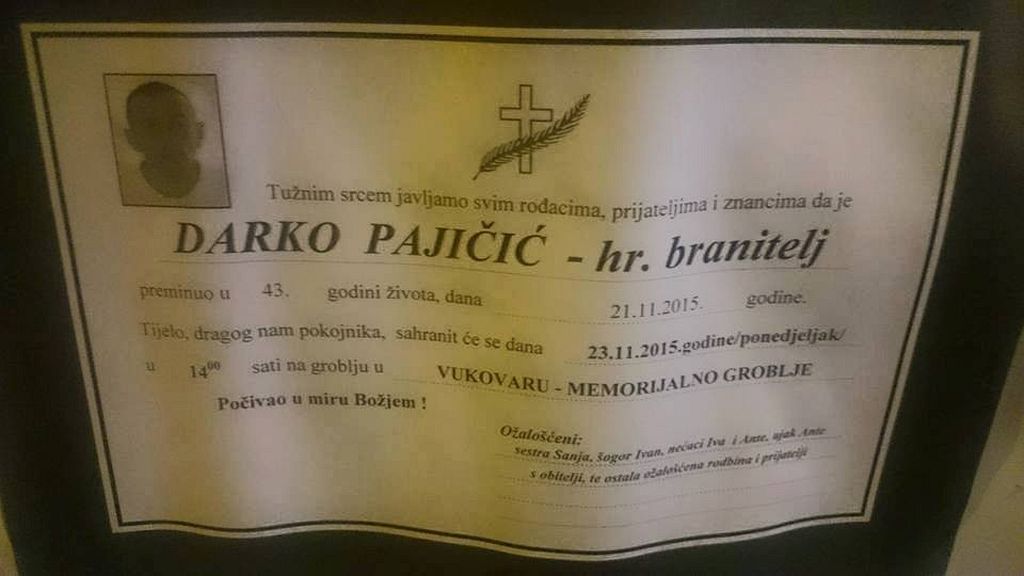 Tužnim srcem javljamo svim rođacima, prijateljima i znancima da je
DARKO PAJIČIĆ - hr. branitelj
preminuo u 43. godini života, dana 21.11.2015. godine.
Tijelo, dragog nam pokojnika, sahranit će se dana 23.11.2015.godine/ponedjeljak/
u 14⁰⁰ sati na groblju u VUKOVARU - MEMORIJALNO GROBLJE
Počivao u miru Božjem !
Ožalošćeni:
sestra Sanja, šogor Ivan, nećaci Iva i Ante, ujak Ante
s obitelji, te ostala ožalošćena rodbina i prijatelji